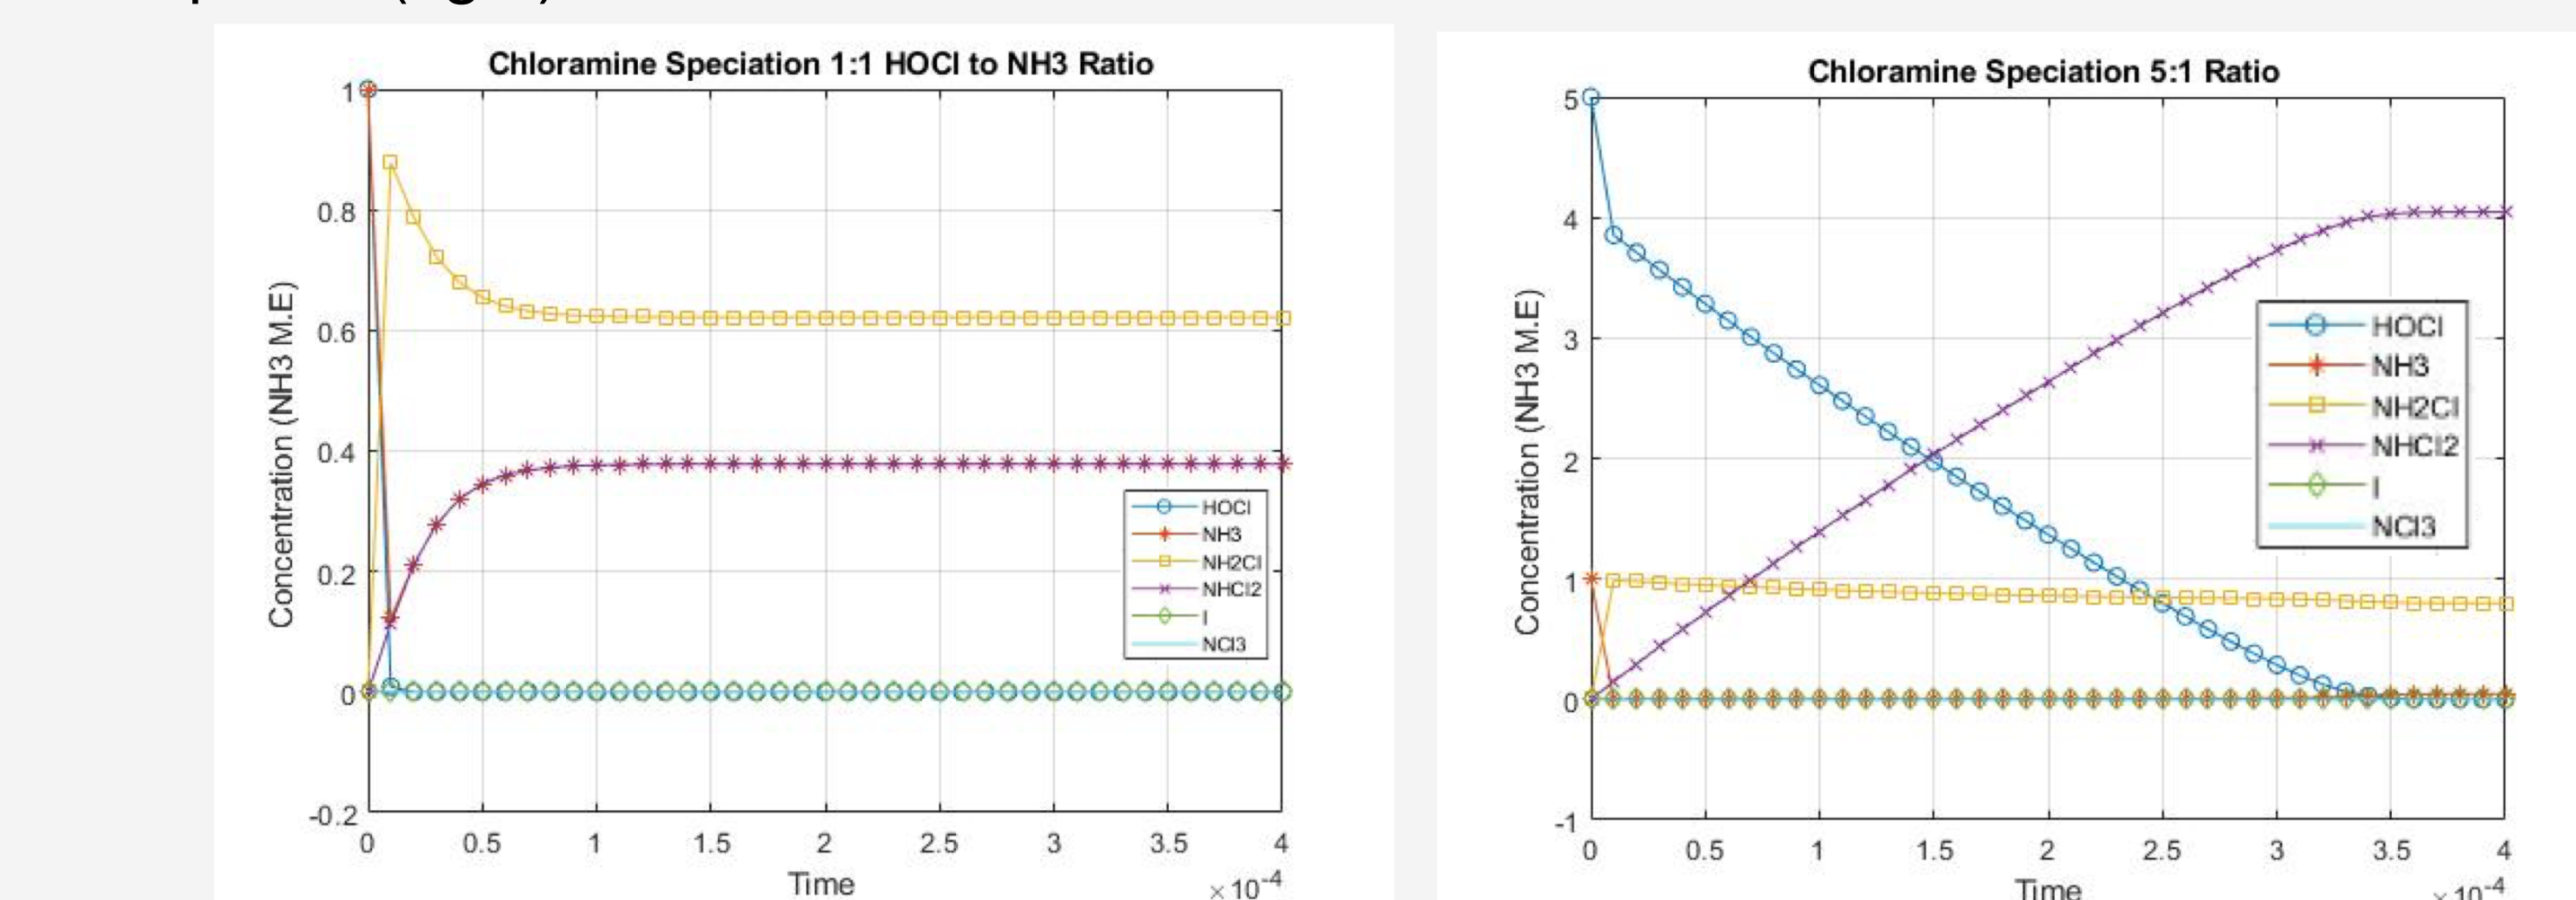 Chloramine Speciation 1:1 HOCl to NH3 Ratio
Concentration (NH3 M.E)
1
0.8
0.6
0.4
0.2
0
-0.2
0 0.5 1 1.5 2 2.5 3 3.5 4
Time
×10-4
HOCl
NH3
NH2Cl
NHCl2
I
NCl3
Chloramine Speciation 5:1 Ratio
Concentration (NH3 M.E)
5
4
3
2
1
0
-1
0 0.5 1 1.5 2 2.5 3 3.5 4
Time
×10-4
HOCl
NH3
NH2Cl
NHCl2
I
NCl3